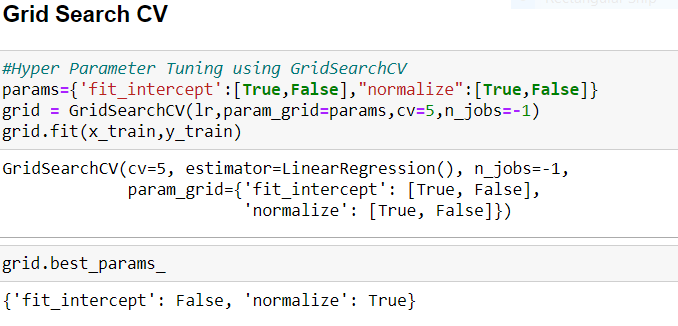 Grid Search CV
#Hyper Parameter Tuning using GridSearchCV
params={'fit_intercept':[True,False],"normalize":[True,False]}
grid = GridSearchCV(lr,param_grid=params,cv=5,n_jobs=-1)
grid.fit(x_train,y_train)
GridSearchCV(cv=5, estimator=LinearRegression(), n_jobs=-1,
             param_grid={'fit_intercept': [True, False],
                         'normalize': [True, False]})
grid.best_params_
{'fit_intercept': False, 'normalize': True}